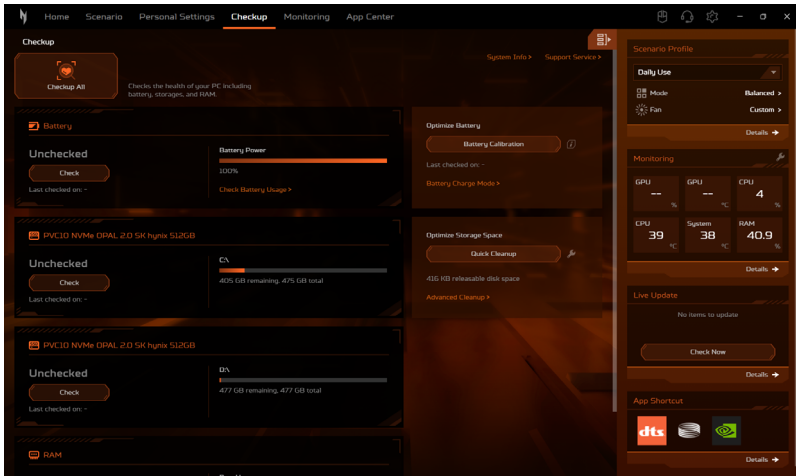 Home Scenario Personal Settings Checkup Monitoring App Center
Checkup
System Info > Support Service >
Checkup All
Checks the health of your PC including
battery, storages, and RAM.
Battery
Unchecked
Check
Last checked on: -
Battery Power
100%
Check Battery Usage >
Optimize Battery
Battery Calibration
Last checked on: -
Battery Charge Mode >
PVC10 NVMe OPAL 2.0 SK hynix 512GB
Unchecked
Check
Last checked on: -
C:\
405 GB remaining, 475 GB total
Optimize Storage Space
Quick Cleanup
416 KB releasable disk space
Advanced Cleanup >
PVC10 NVMe OPAL 2.0 SK hynix 512GB
Unchecked
Check
Last checked on: -
D:\
477 GB remaining, 477 GB total
RAM
Scenario Profile
Daily Use
Mode Balanced >
Fan Custom >
Details →
Monitoring
GPU GPU CPU
-- -- 4
% °C %
CPU System RAM
39 38 40.9
°C °C %
Details →
Live Update
No items to update
Check Now
Details →
App Shortcut
dts
Details →